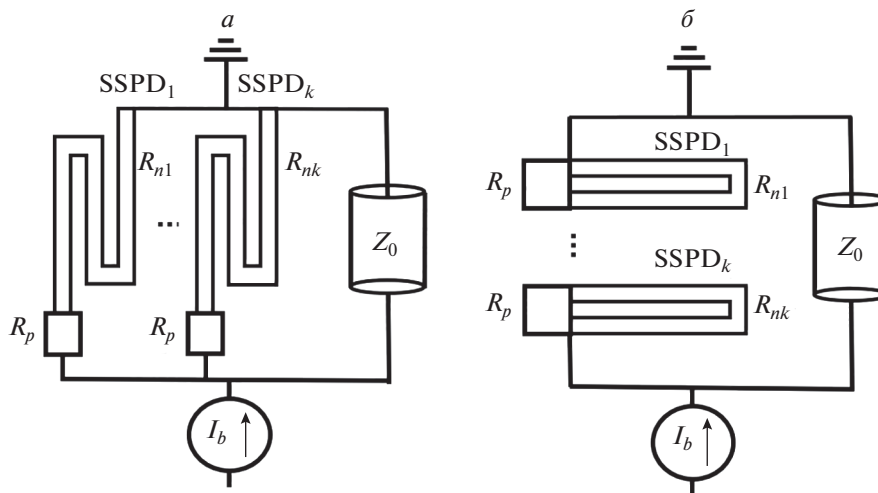 а
SSPD1 SSPDk
Rn1 Rnk
...
Z0
Rp Rp
Ib
б
SSPD1
Rp Rn1
...
Z0
SSPDk
Rp Rnk
Ib